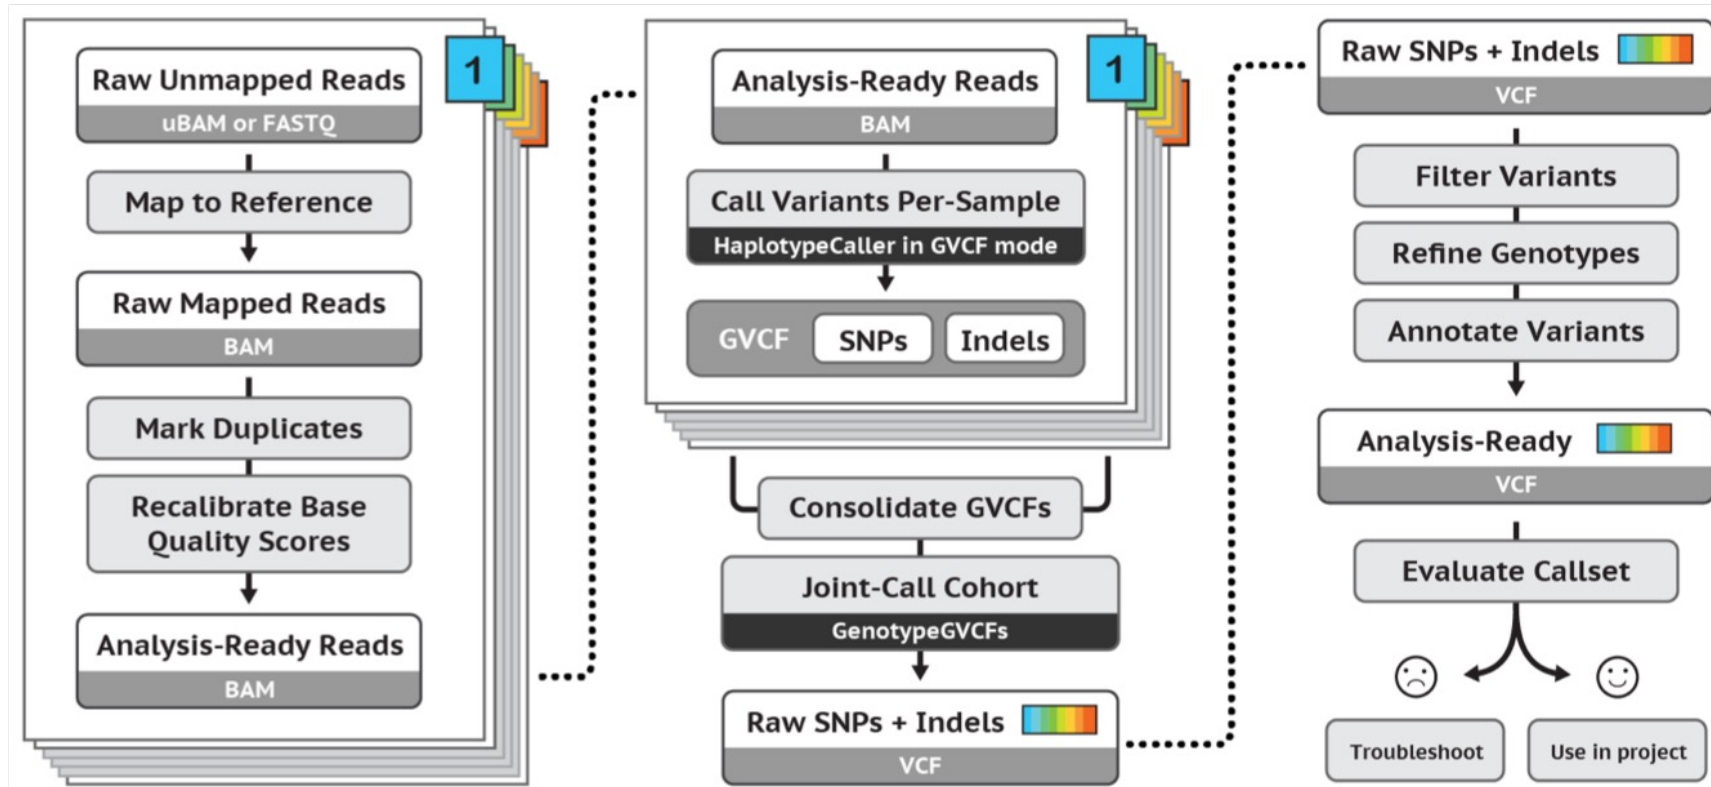 1
Raw Unmapped Reads
uBAM or FASTQ
Map to Reference
Raw Mapped Reads
BAM
Mark Duplicates
Recalibrate Base
Quality Scores
Analysis-Ready Reads
BAM
1
Analysis-Ready Reads
BAM
Call Variants Per-Sample
HaplotypeCaller in GVCF mode
GVCF SNPs Indels
Consolidate GVCFs
Joint-Call Cohort
GenotypeGVCFs
Raw SNPs + Indels
VCF
Raw SNPs + Indels
VCF
Filter Variants
Refine Genotypes
Annotate Variants
Analysis-Ready
VCF
Evaluate Callset
Troubleshoot
Use in project